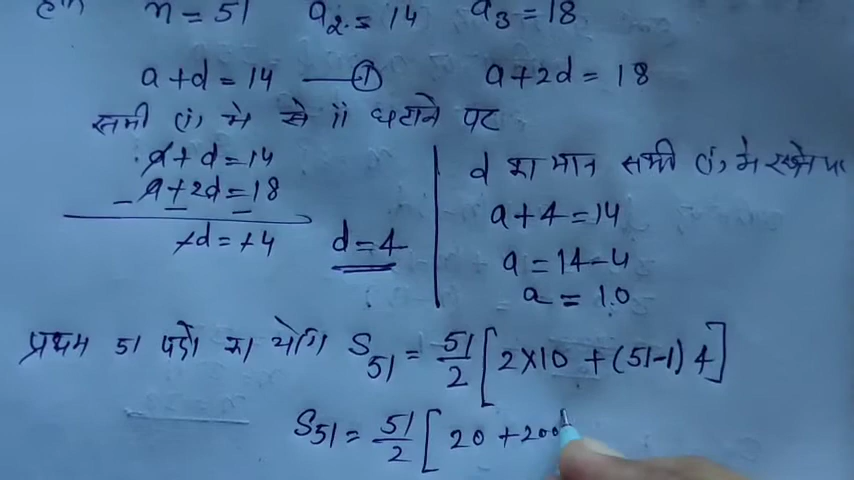 हल n = 51 a₂ = 14 a₃ = 18
a + d = 14 —— ① a + 2d = 18
समी (i) मे से ii घटाने पर
a + d = 14
- a + 2d = 18
-d = -4 d = 4
d का मान समी (i) मे रखने पर
a + 4 = 14
a = 14 - 4
a = 10
प्रथम 51 पदो का योग S₅₁ = 51/2 [2×10 + (51-1) 4]
S₅₁ = 51/2 [20 + 200